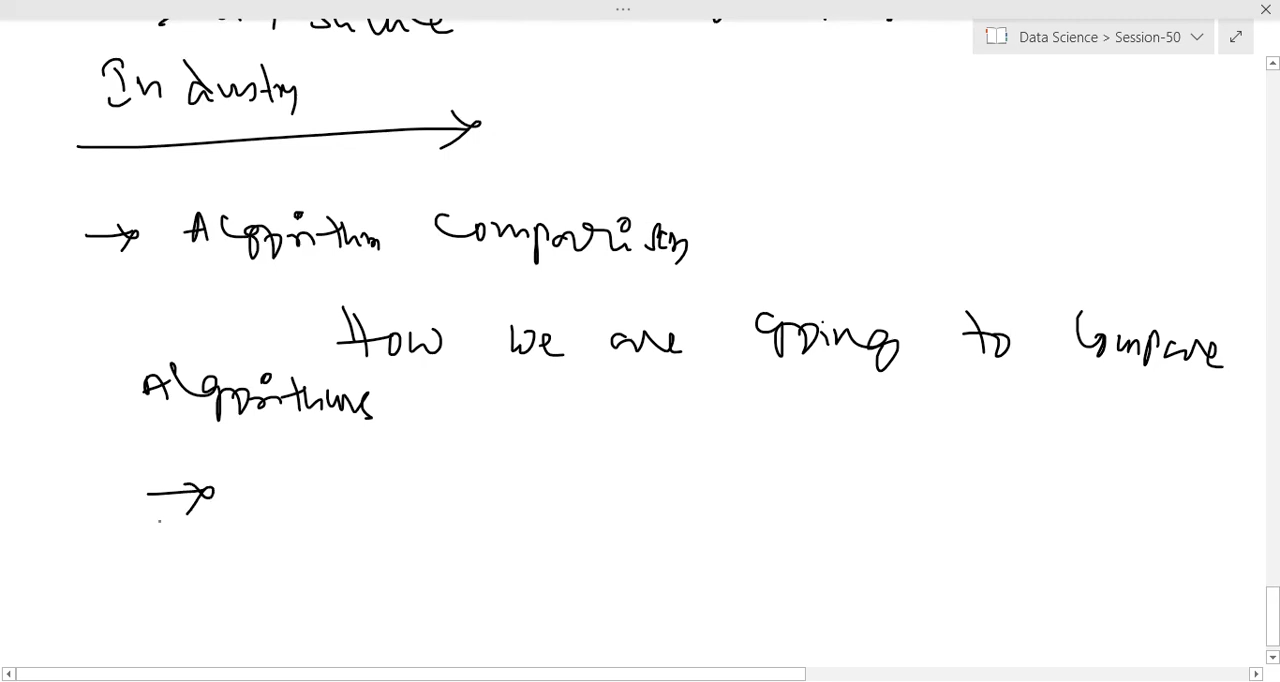 Data Science > Session-50
Industry
→ Algorithm Comparison
How we are going to Compare
Algorithms
→